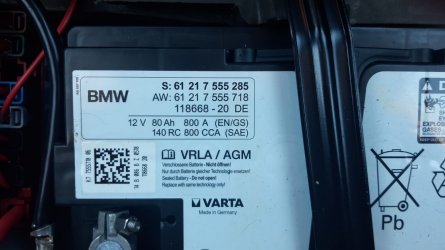 BMW
S: 61 21 7 555 285
AW: 61 21 7 555 718
118668 - 20 DE
12 V 80 Ah 800 A (EN/GS)
140 RC 800 CCA (SAE)
VRLA / AGM
Verschlossene Batterie - Nicht öffnen!
Nur durch Batterie gleicher Technologie ersetzen!
Sealed Battery - Do not open!
Replace with same technology only!
VARTA
Made in Germany
Pb
EXPLOS
GASES